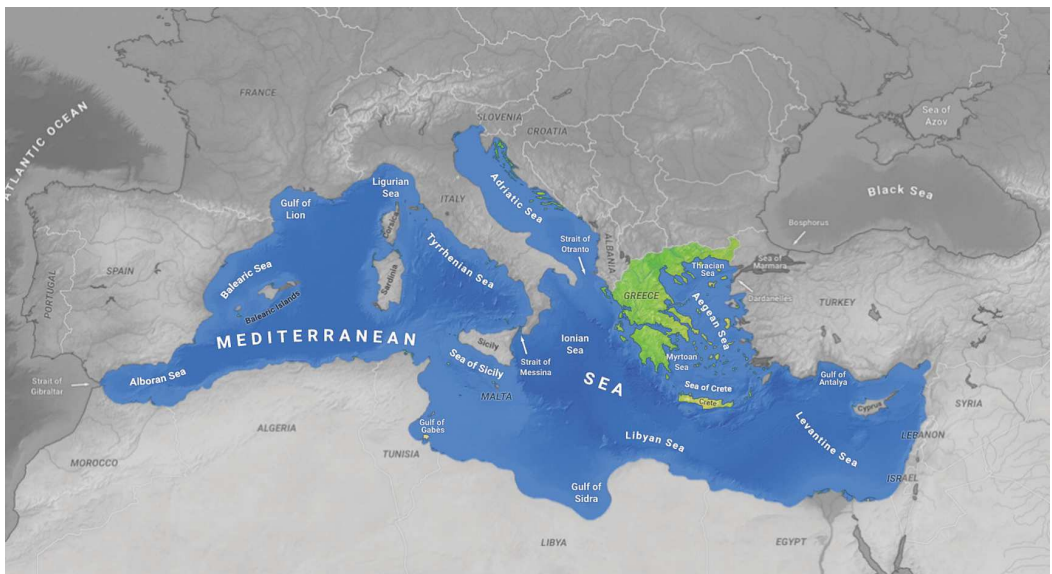 ATLANTIC OCEAN
FRANCE
SLOVENIA
CROATIA
Sea of
Azov
Black Sea
Bosphorus
Ligurian
Sea
Gulf of
Lion
ITALY
Adriatic Sea
Corsica
Strait of
Otranto
ALBANIA
Tyrrhenian Sea
Balearic Sea
SPAIN
PORTUGAL
Sardinia
Balearic Islands
GREECE
Thracian
Sea
Sea of
Marmara
Dardanelles
TURKEY
Aegean Sea
MEDITERRANEAN
SEA
Sicily
Ionian
Sea
Strait of
Messina
Sea of Sicily
MALTA
Myrtoan
Sea
Sea of Crete
Crete
Gulf of
Antalya
Cyprus
SYRIA
Strait of
Gibraltar
Alboran Sea
Gulf of
Gabès
ALGERIA
TUNISIA
MOROCCO
Libyan Sea
Levantine Sea
LEBANON
ISRAEL
Gulf of
Sidra
LIBYA
EGYPT